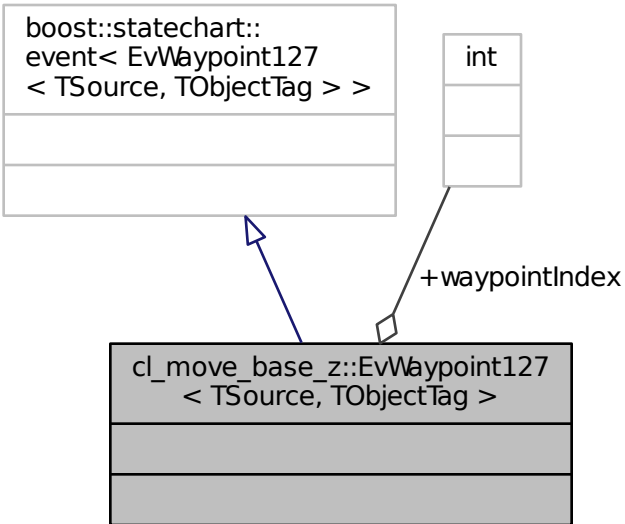 boost::statechart::
event< EvWaypoint127
< TSource, TObjectTag > >
int
+waypointIndex
cl_move_base_z::EvWaypoint127
< TSource, TObjectTag >